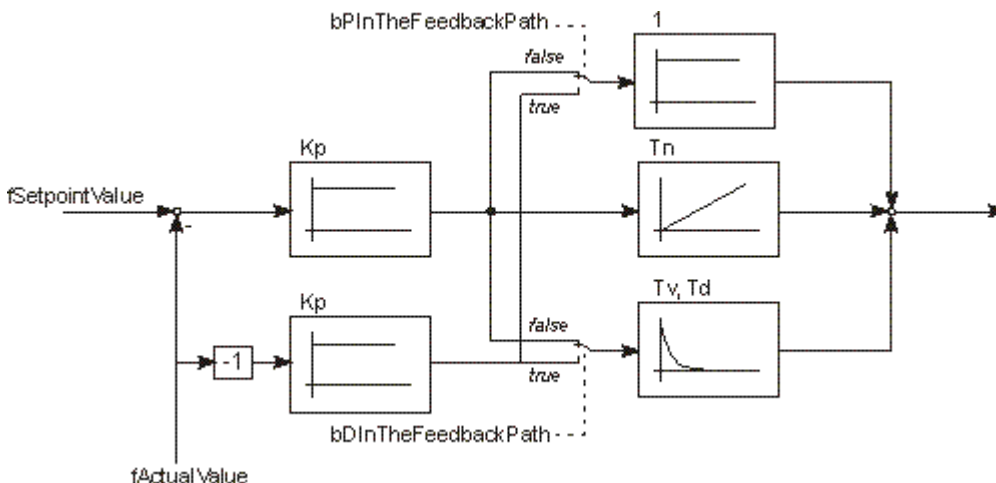 bPInTheFeedbackPath
1
false
true
Kp
Tn
fSetpointValue
-
Kp
Tv, Td
false
-1
true
bDInTheFeedbackPath
fActualValue